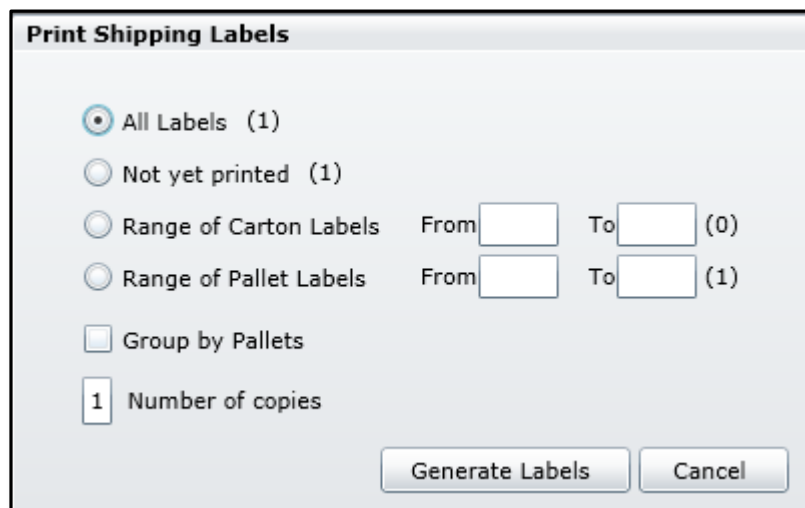 Print Shipping Labels
All Labels (1)
Not yet printed (1)
Range of Carton Labels From To (0)
Range of Pallet Labels From To (1)
Group by Pallets
1 Number of copies
Generate Labels Cancel